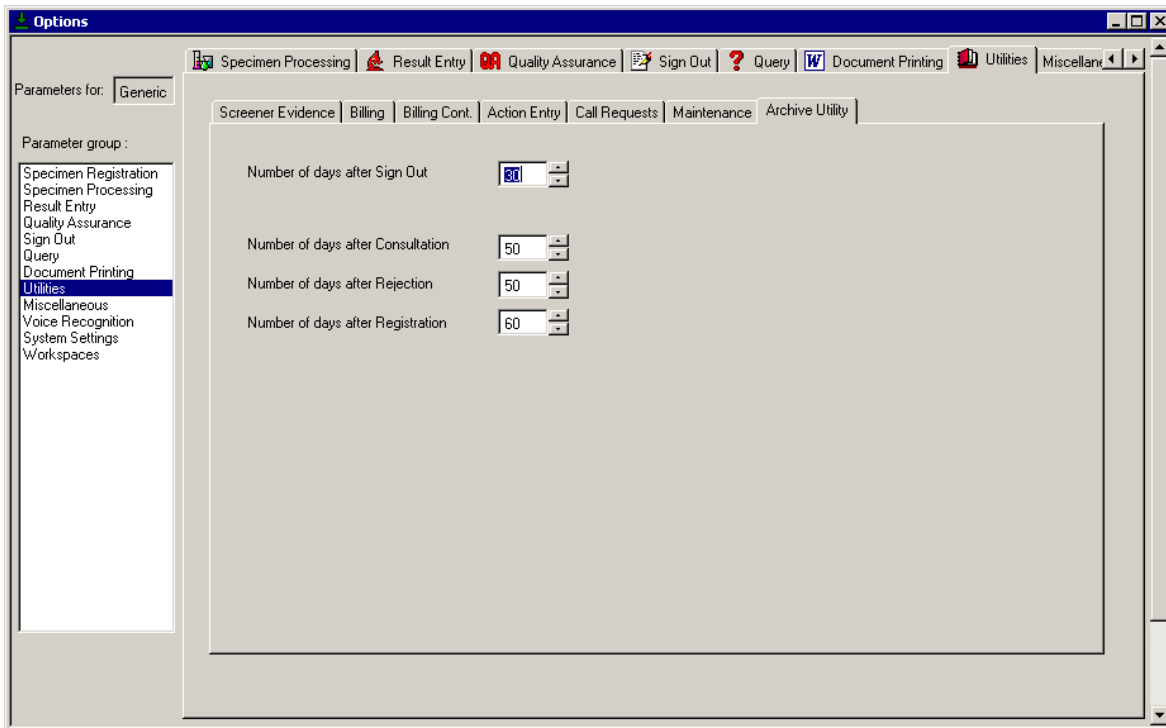 Options
Specimen Processing Result Entry QA Quality Assurance Sign Out ? Query W Document Printing Utilities Miscellane
Parameters for: Generic
Screener Evidence Billing Billing Cont. Action Entry Call Requests Maintenance Archive Utility
Parameter group :
Specimen Registration
Specimen Processing
Result Entry
Quality Assurance
Sign Out
Query
Document Printing
Utilities
Miscellaneous
Voice Recognition
System Settings
Workspaces
Number of days after Sign Out 30
Number of days after Consultation 50
Number of days after Rejection 50
Number of days after Registration 60